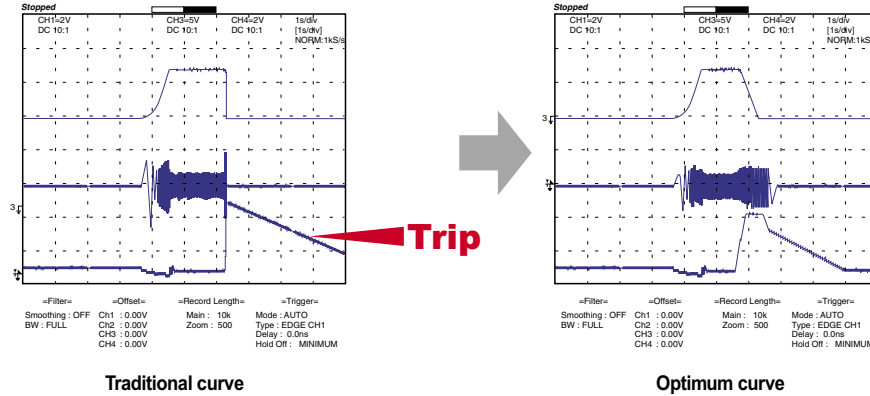 Stopped
CH1=2V CH3=5V CH4=2V 1s/div
DC 10:1 DC 10:1 DC 10:1 [1s/div]
NORM:1kS/s
3
Trip
=Filter= =Offset= =Record Length= =Trigger=
Smoothing : OFF Ch1 : 0.00V Main : 10k Mode : AUTO
BW : FULL Ch2 : 0.00V Zoom : 500 Type : EDGE CH1
CH3 : 0.00V Delay : 0.0ns
CH4 : 0.00V Hold Off : MINIMUM
Traditional curve
Stopped
CH1=2V CH3=5V CH4=2V 1s/div
DC 10:1 DC 10:1 DC 10:1 [1s/div]
NORM:1kS/s
3
=Filter= =Offset= =Record Length= =Trigger=
Smoothing : OFF Ch1 : 0.00V Main : 10k Mode : AUTO
BW : FULL Ch2 : 0.00V Zoom : 500 Type : EDGE CH1
CH3 : 0.00V Delay : 0.0ns
CH4 : 0.00V Hold Off : MINIMUM
Optimum curve